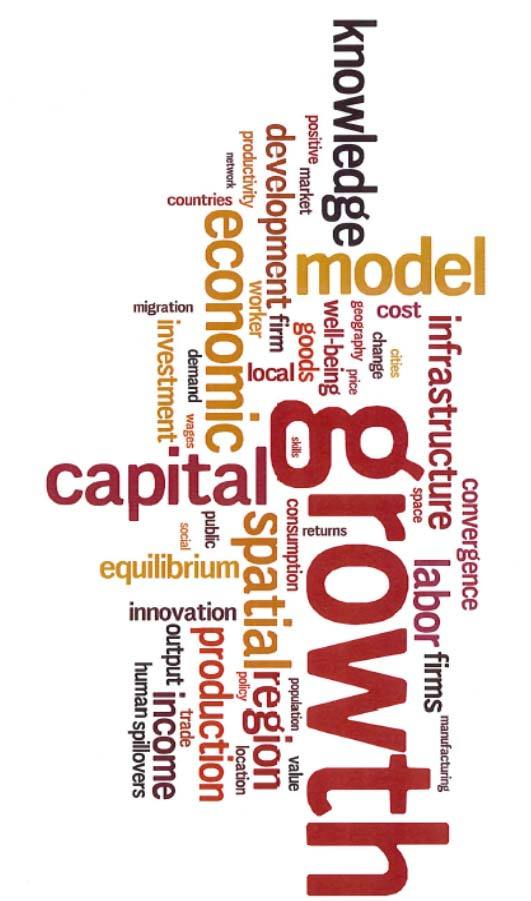 knowledge
positive
market
development
productivity
network
countries
economic
model
worker
firm
migration
investment
demand
wages
local
goods
well-being
geography
price
cost
change
cities
infrastructure
growth
skills
capital
space
convergence
public
social
equilibrium
spatial
consumption
returns
labor
firms
manufacturing
innovation
output
human
spillovers
income
trade
production
region
policy
location
population
value